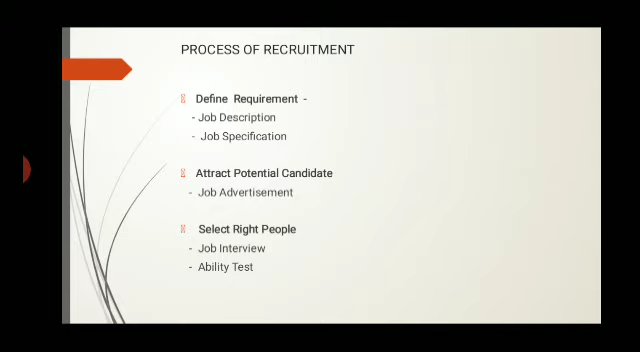 PROCESS OF RECRUITMENT
Define Requirement -
- Job Description
- Job Specification
Attract Potential Candidate
- Job Advertisement
Select Right People
- Job Interview
- Ability Test